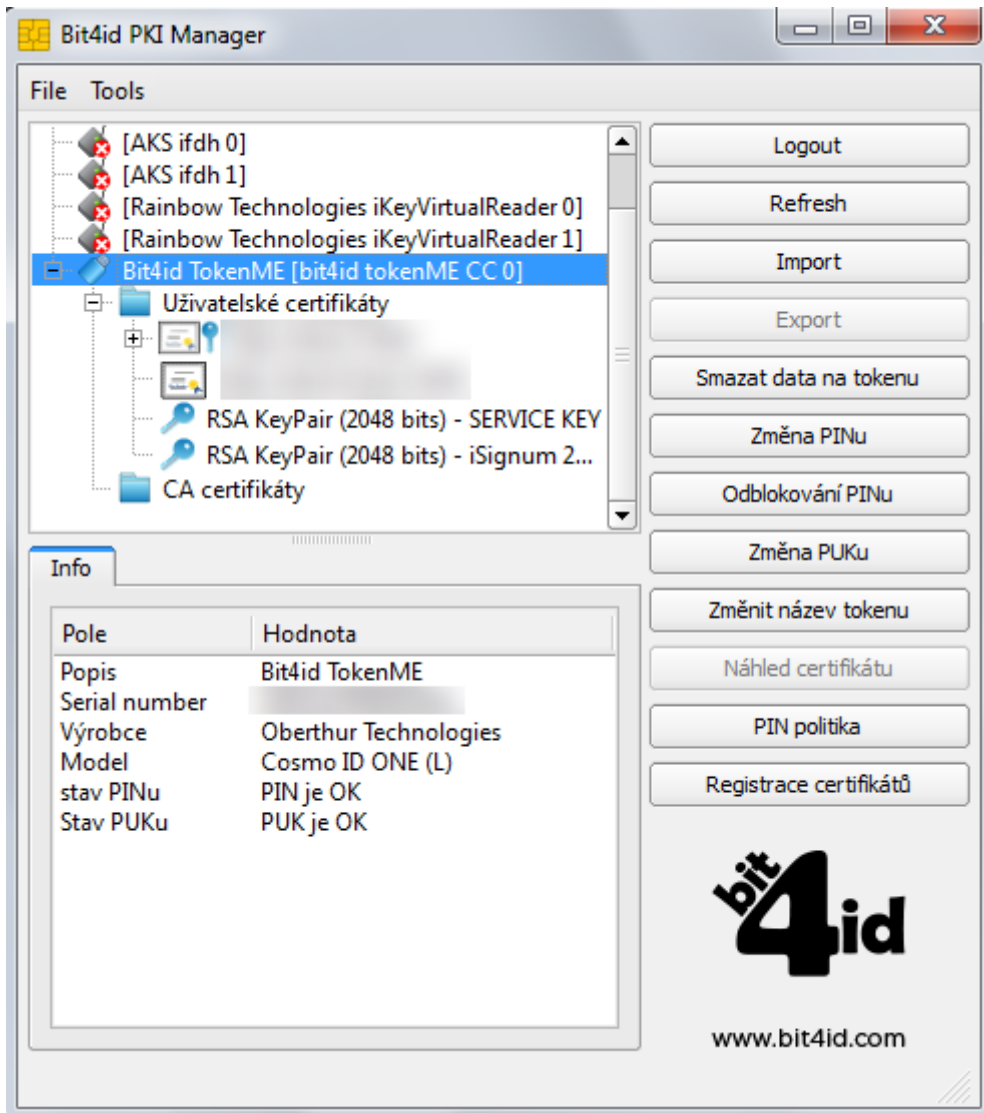 Bit4id PKI Manager
File Tools
[AKS ifdh 0]
[AKS ifdh 1]
[Rainbow Technologies iKeyVirtualReader 0]
[Rainbow Technologies iKeyVirtualReader 1]
Bit4id TokenME [bit4id tokenME CC 0]
Uživatelské certifikáty
RSA KeyPair (2048 bits) - SERVICE KEY
RSA KeyPair (2048 bits) - iSignum 2...
CA certifikáty
Logout
Refresh
Import
Export
Smazat data na tokenu
Změna PINu
Odblokování PINu
Změna PUKu
Změnit název tokenu
Náhled certifikátu
PIN politika
Registrace certifikátů
Info
Pole Hodnota
Popis Bit4id TokenME
Serial number
Výrobce Oberthur Technologies
Model Cosmo ID ONE (L)
stav PINu PIN je OK
Stav PUKu PUK je OK
bit4id
www.bit4id.com